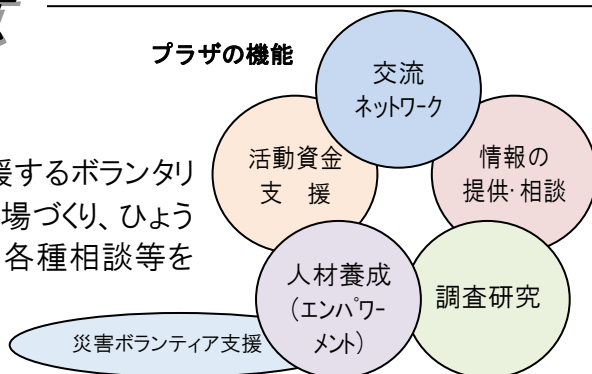 プラザの機能
交流
ネットワーク
活動資金
支　援
情報の
提供・相談
援するボランタリ
場づくり、ひょう
各種相談等を
人材養成
（エンパワー
メント）
調査研究
災害ボランティア支援